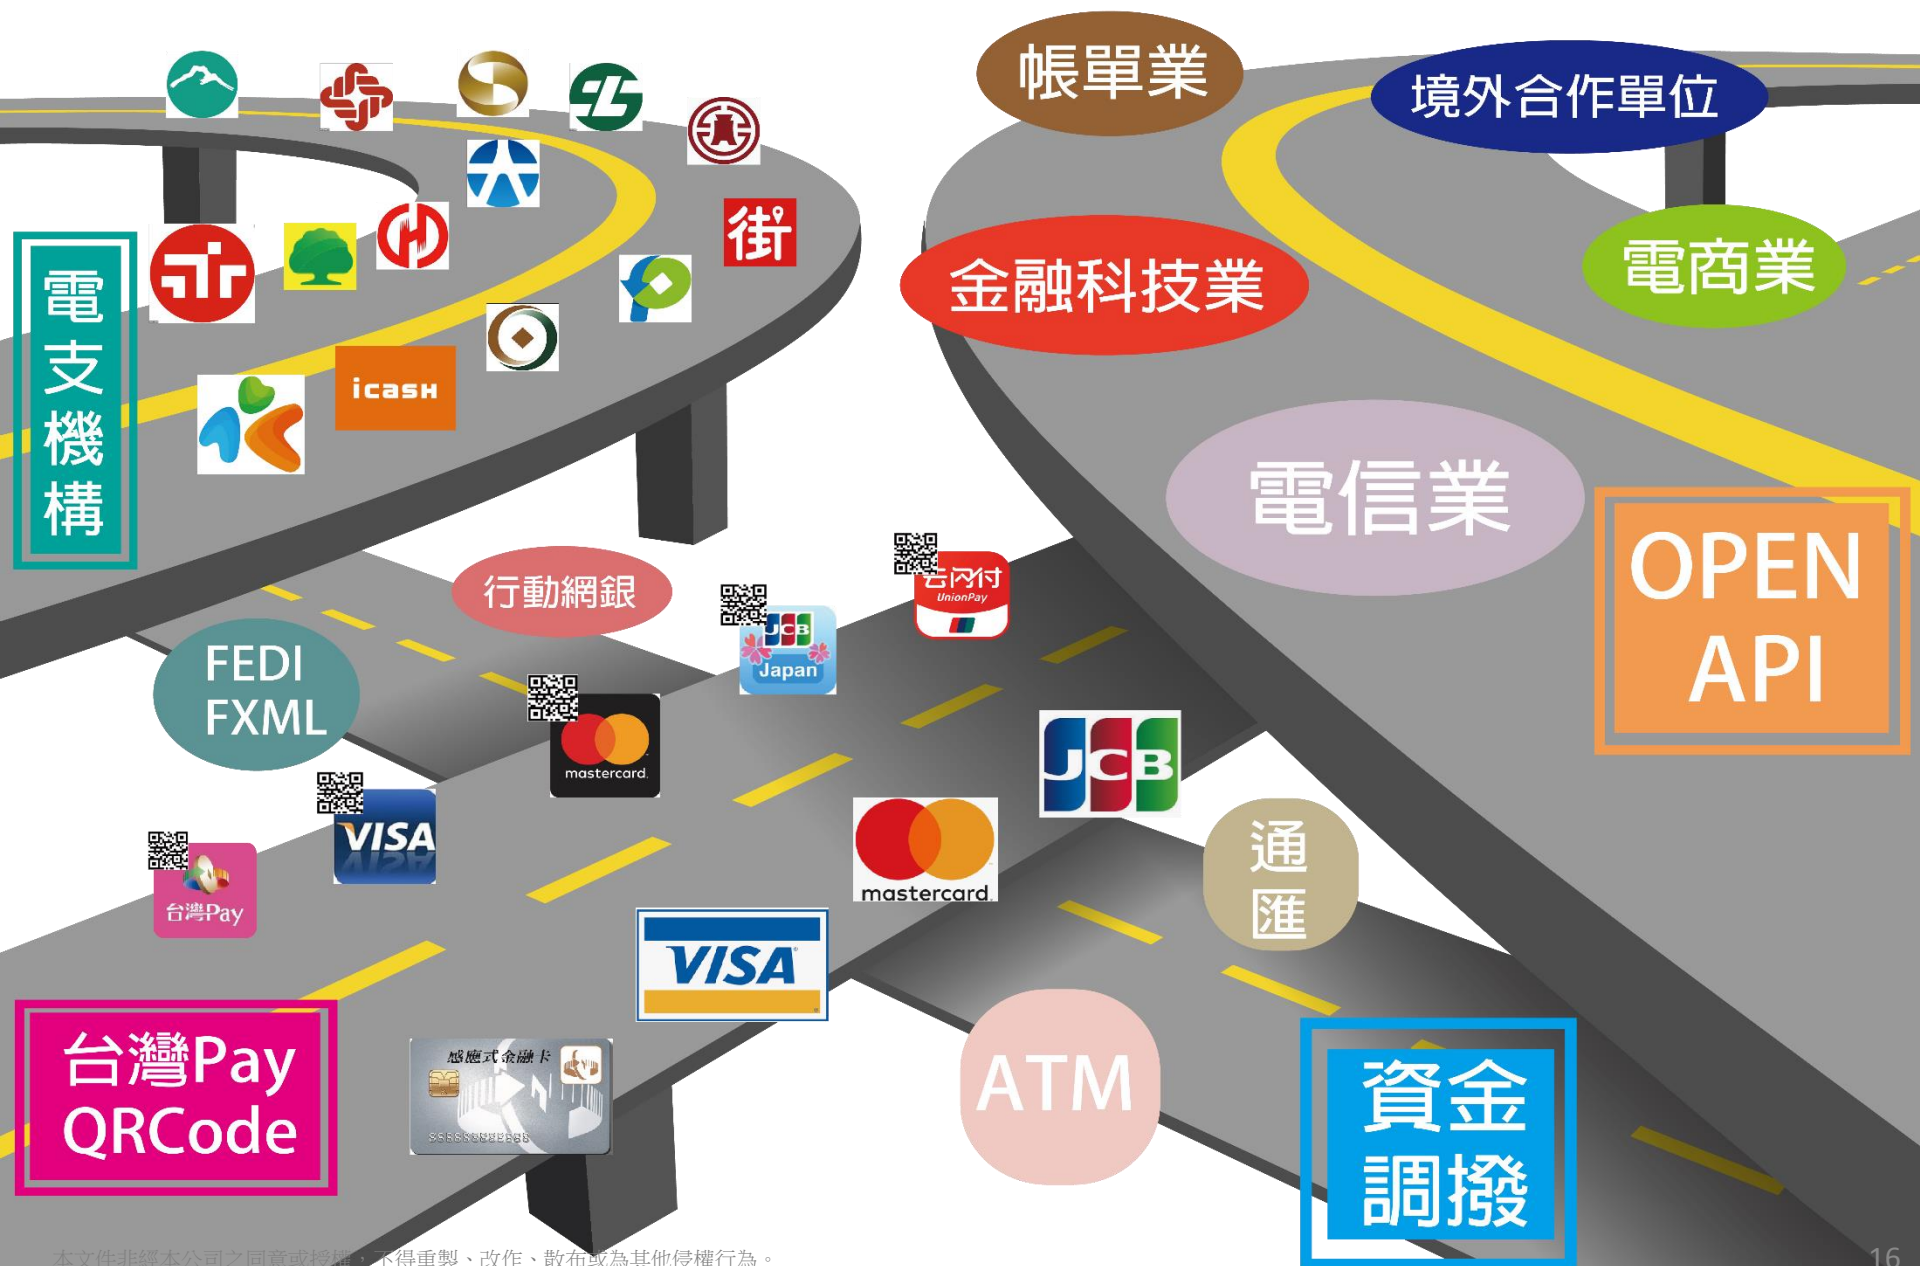 帳單業
境外合作單位
街
電支機構
金融科技業
電商業
icash
電信業
OPEN
API
行動網銀
云闪付
UnionPay
JCB
Japan
FEDI
FXML
mastercard.
JCB
VISA
mastercard.
台灣Pay
通
匯
VISA
台灣Pay
QRCode
感應式金融卡
ATM
資金
調撥
本文件非經本公司之同意或授權，不得重製、改作、散布或為其他侵權行為。
16